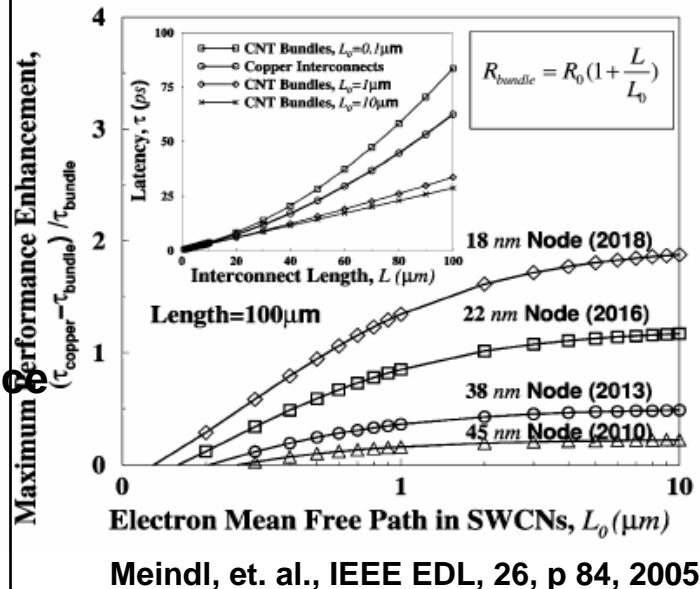 4
3
2
1
0
0
1
10
Maximum Performance Enhancement,
(τcopper−τbundle)/τbundle
ce
100
75
50
25
0
0
20
40
60
80
100
Latency, τ (ps)
Interconnect Length, L (μm)
CNT Bundles, L₀=0.1μm
Copper Interconnects
CNT Bundles, L₀=1μm
CNT Bundles, L₀=10μm
R_bundle = R₀(1+L/L₀)
18 nm Node (2018)
Length=100μm
22 nm Node (2016)
38 nm Node (2013)
45 nm Node (2010)
Electron Mean Free Path in SWCNs, L₀(μm)
Meindl, et. al., IEEE EDL, 26, p 84, 2005